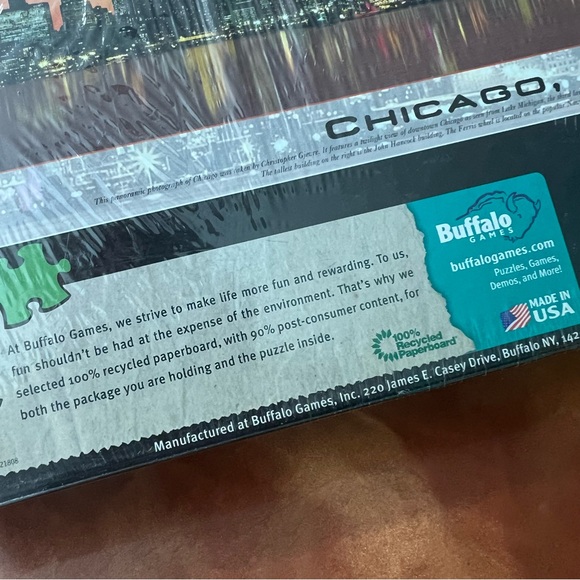 CHICAGO,
This panoramic photograph of Chicago was taken by Christopher Gjevre. It features a twilight view of downtown Chicago as seen from Lake Michigan,
The tallest building on the right is the John Hancock building. The Ferris wheel is located on the popular
Buffalo
GAMES
buffalogames.com
Puzzles, Games,
Demos, and More!
MADE IN
USA
At Buffalo Games, we strive to make life more fun and rewarding. To us,
fun shouldn't be had at the expense of the environment. That's why we
selected 100% recycled paperboard, with 90% post-consumer content, for
both the package you are holding and the puzzle inside.
100%
Recycled
Paperboard
Manufactured at Buffalo Games, Inc. 220 James E. Casey Drive, Buffalo NY, 142
21808